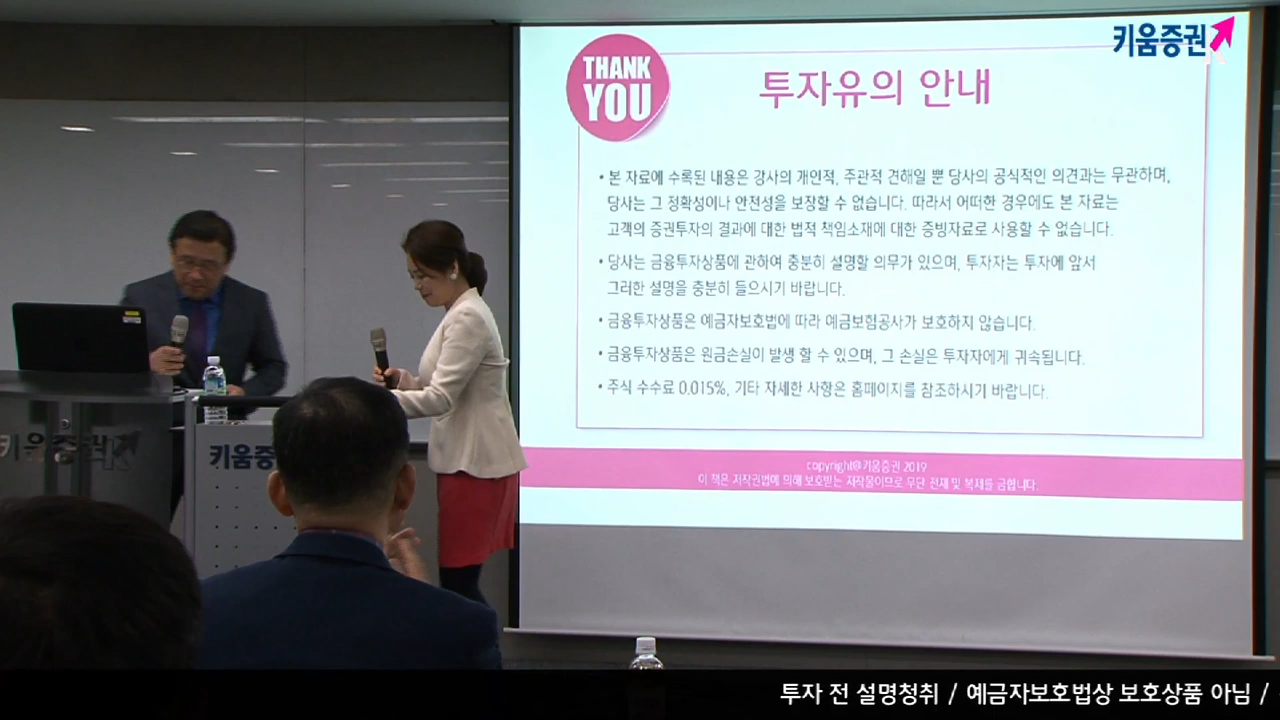 키움증권
THANK
YOU
투자유의 안내
• 본 자료에 수록된 내용은 강사의 개인적, 주관적 견해일 뿐 당사의 공식적인 의견과는 무관하며,
당사는 그 정확성이나 안전성을 보장할 수 없습니다. 따라서 어떠한 경우에도 본 자료는
고객의 증권투자의 결과에 대한 법적 책임소재에 대한 증빙자료로 사용할 수 없습니다.
• 당사는 금융투자상품에 관하여 충분히 설명할 의무가 있으며, 투자자는 투자에 앞서
그러한 설명을 충분히 들으시기 바랍니다.
• 금융투자상품은 예금자보호법에 따라 예금보험공사가 보호하지 않습니다.
• 금융투자상품은 원금손실이 발생 할 수 있으며, 그 손실은 투자자에게 귀속됩니다.
• 주식 수수료 0.015%, 기타 자세한 사항은 홈페이지를 참조하시기 바랍니다.
copyright@키움증권 2019
이 책은 저작권법에 의해 보호받는 저작물이므로 무단 전재 및 복제를 금합니다.
키움증권
키움증
투자 전 설명청취 / 예금자보호법상 보호상품 아님 /